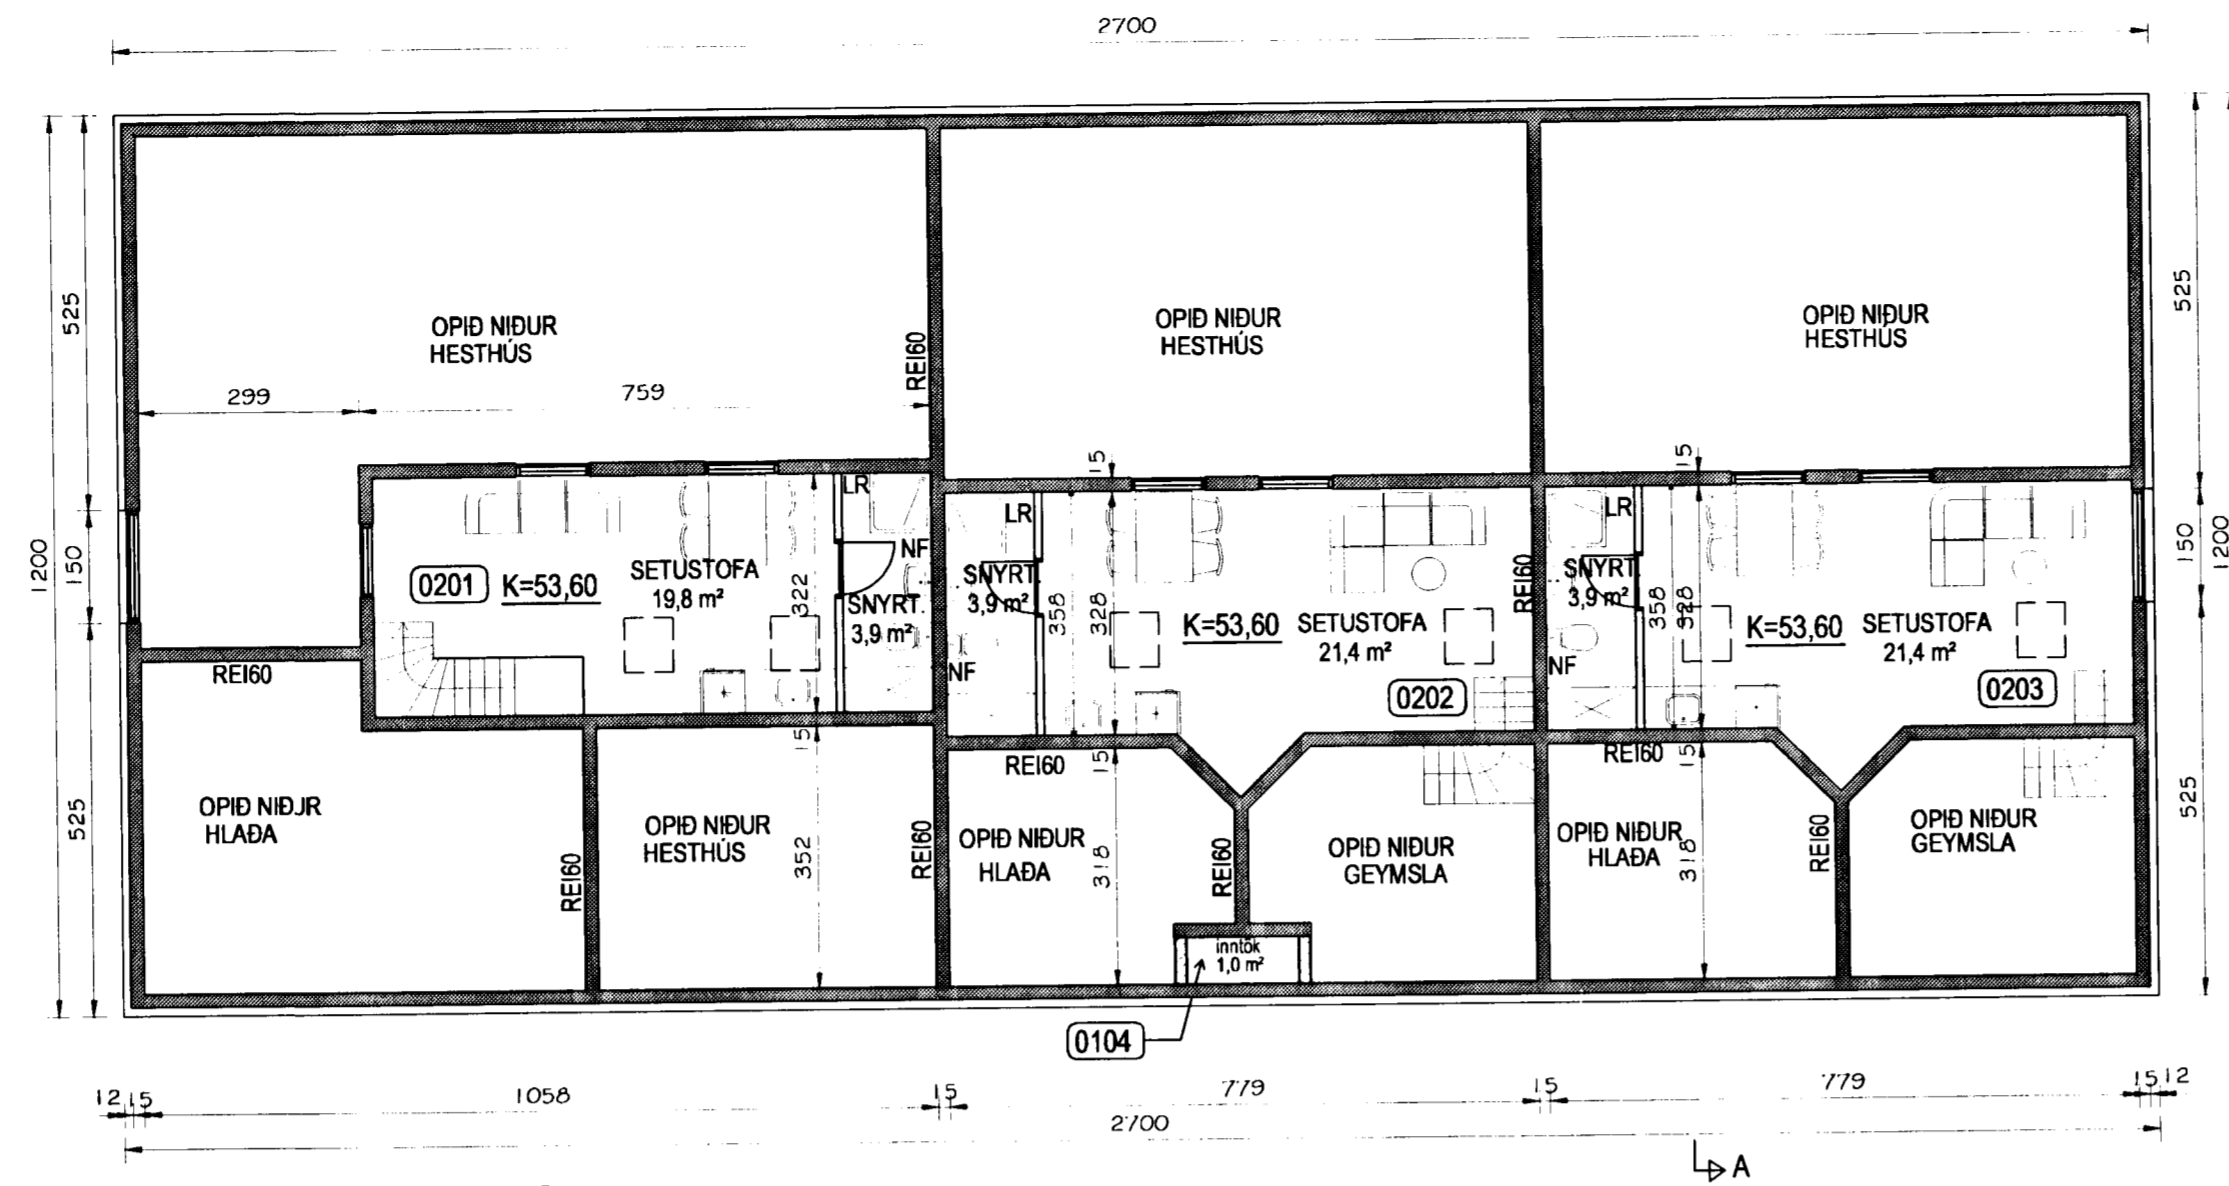 2700
OPIÐ NIÐUR
HESTHÚS
OPIÐ NIÐUR
HESTHÚS
OPIÐ NIÐUR
HESTHÚS
525
150
525
1200
525
150
525
1200
299
759
REI60
15
15
0201
K=53,60
SETUSTOFA
19,8 m²
322
LR
NF
SNYRT.
3,9 m²
LR
SNYRT.
3,9 m²
NF
358
328
K=53,60
SETUSTOFA
21,4 m²
0202
REI60
LR
SNYRT.
3,9 m²
NF
358
328
K=53,60
SETUSTOFA
21,4 m²
0203
REI60
15
REI60
15
REI60
15
OPIÐ NIÐJR
HLAÐA
REI60
OPIÐ NIÐUR
HESTHÚS
352
REI60
OPIÐ NIÐUR
HLAÐA
318
REI60
OPIÐ NIÐUR
GEYMSLA
OPIÐ NIÐUR
HLAÐA
318
REI60
OPIÐ NIÐUR
GEYMSLA
inntök
1,0 m²
0104
12 15 1058 15 779 15 779 15 12
2700
A